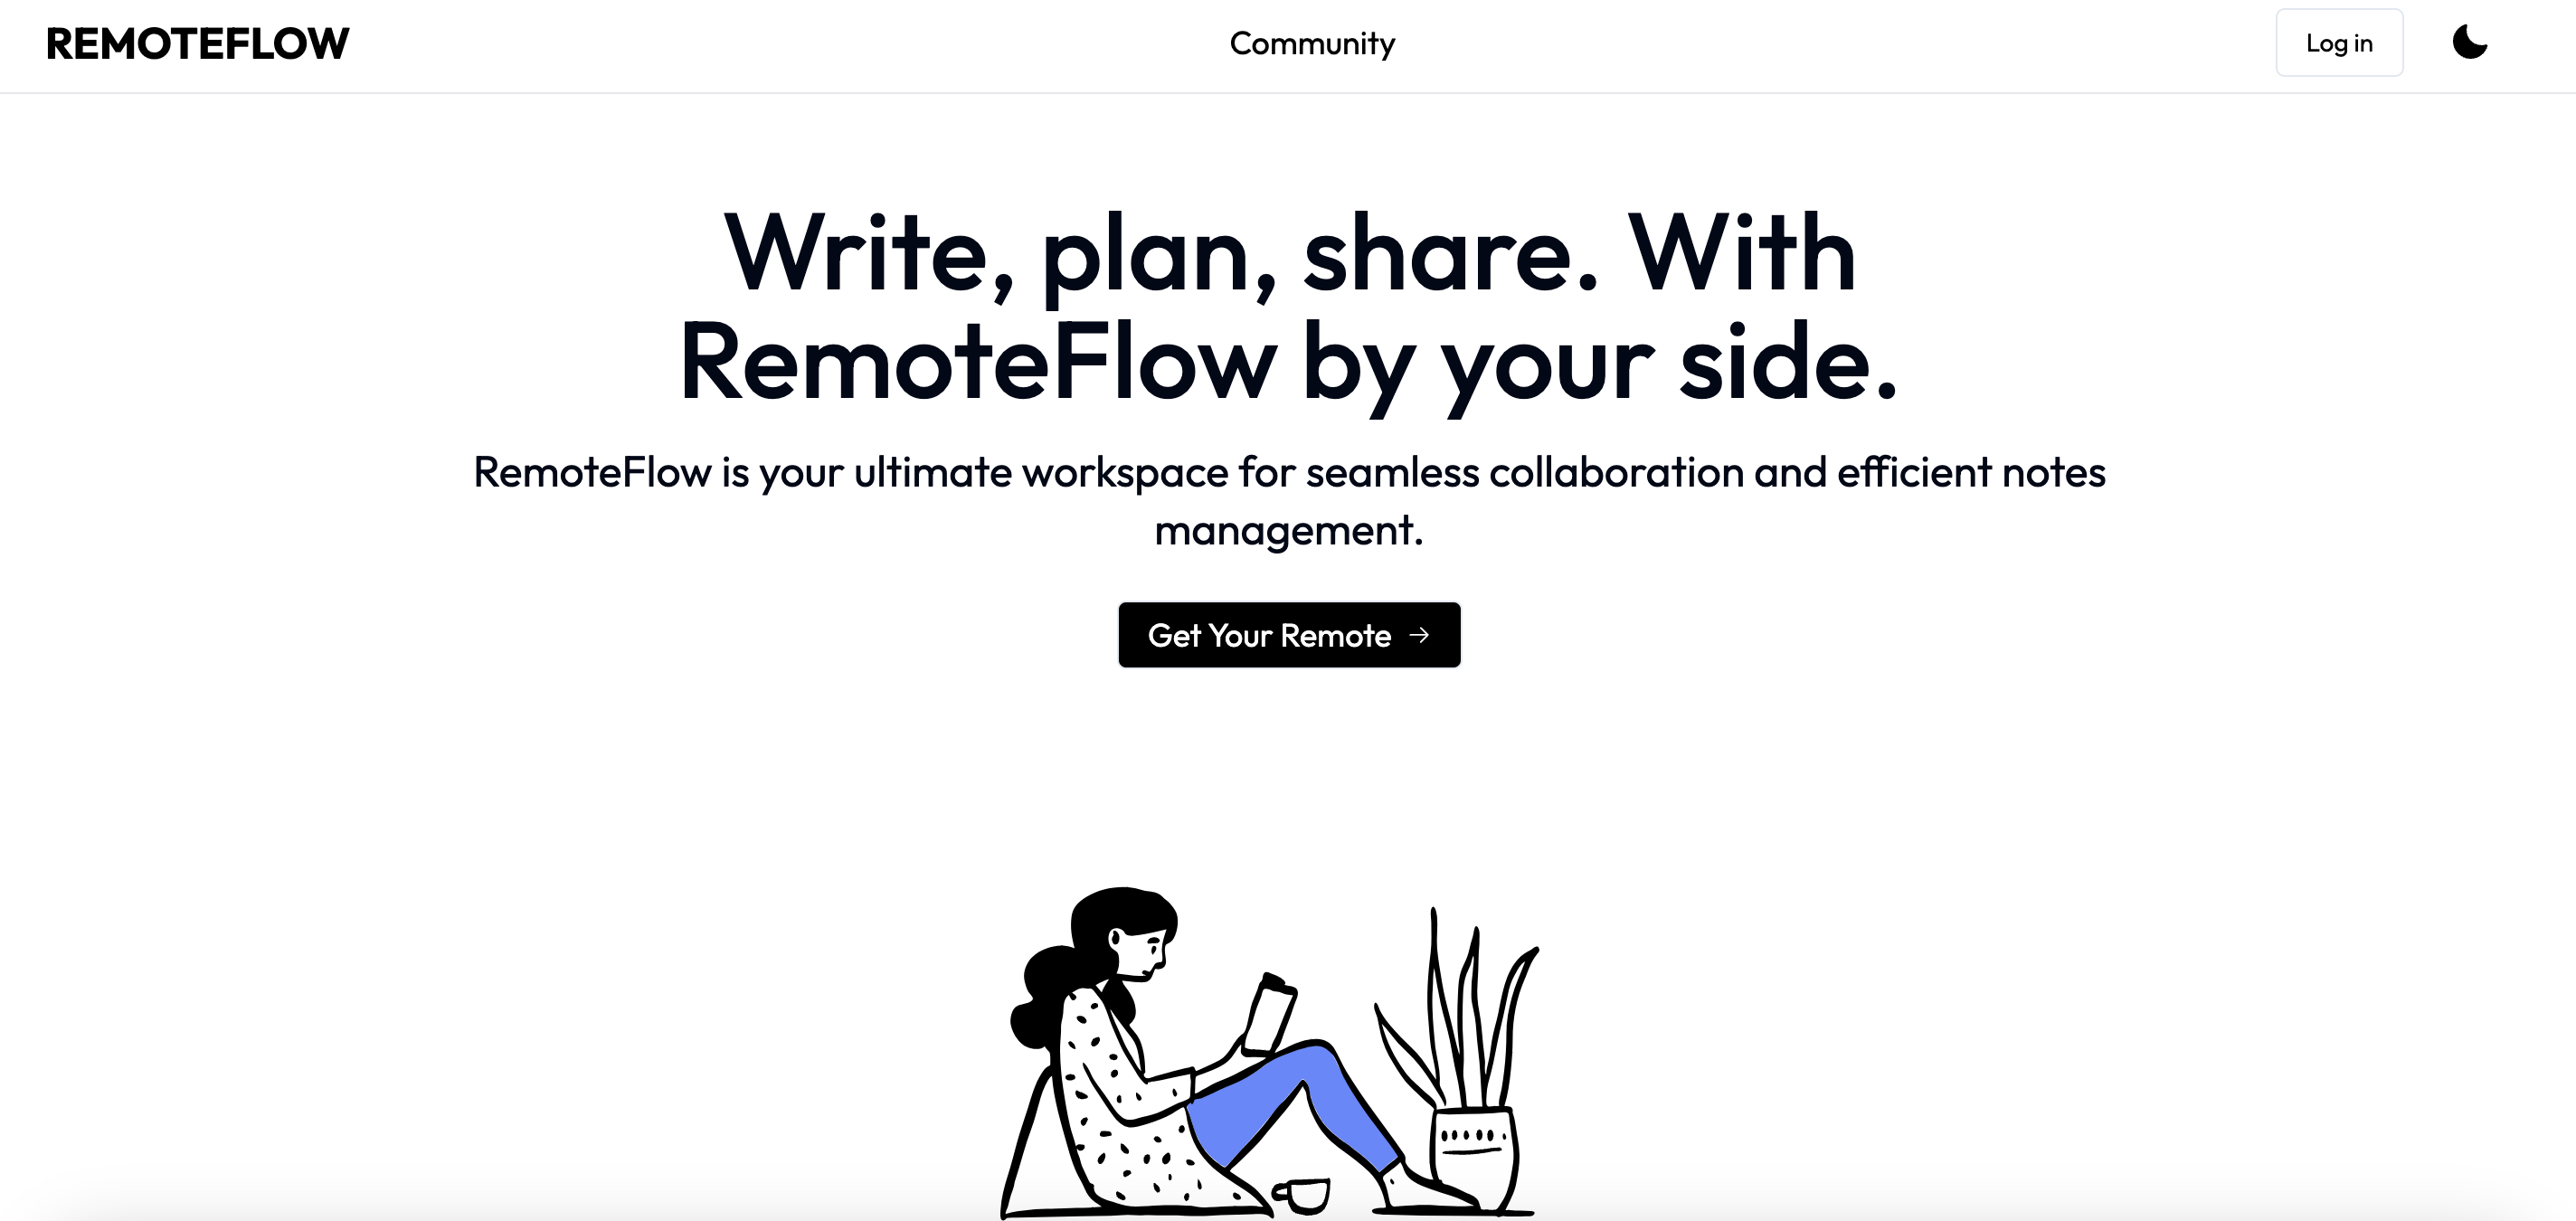 REMOTEFLOW
Community
Log in
Write, plan, share. With
RemoteFlow by your side.
RemoteFlow is your ultimate workspace for seamless collaboration and efficient notes
management.
Get Your Remote →